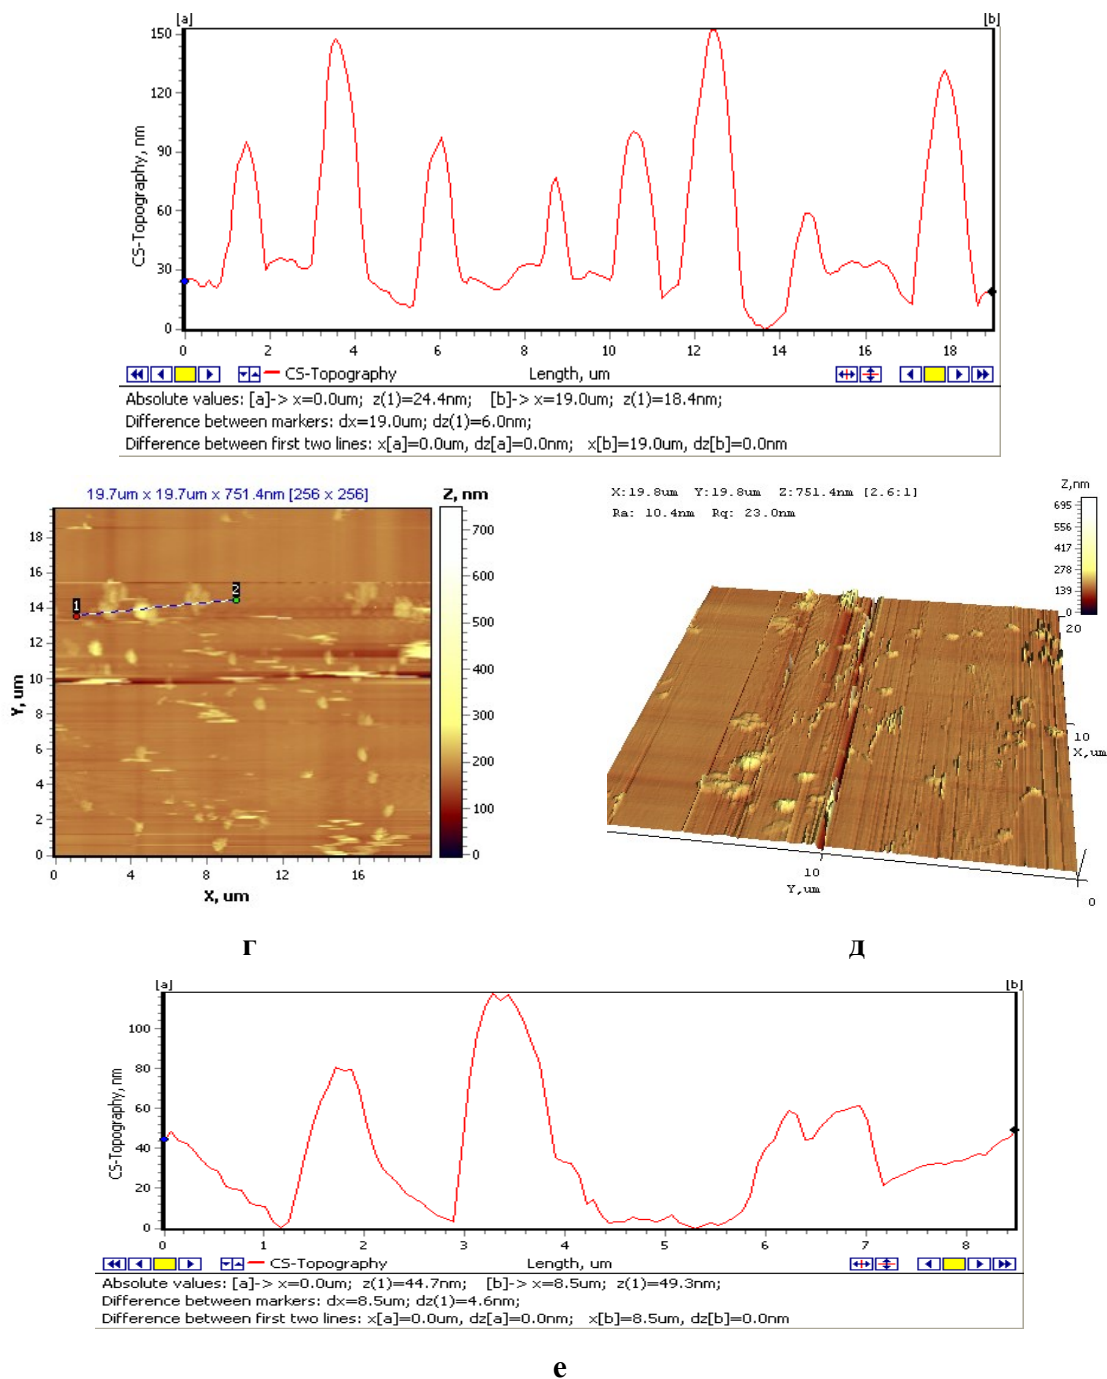 [a] [b]
150
120
90
60
30
0
CS-Topography, nm
0 2 4 6 8 10 12 14 16 18
CS-Topography Length, um
Absolute values: [a]-> x=0.0um; z(1)=24.4nm; [b]-> x=19.0um; z(1)=18.4nm;
Difference between markers: dx=19.0um; dz(1)=6.0nm;
Difference between first two lines: x[a]=0.0um, dz[a]=0.0nm; x[b]=19.0um, dz[b]=0.0nm
19.7um x 19.7um x 751.4nm [256 x 256] Z, nm
18
16
14
12
10
8
6
4
2
0
Y, um
1 2
700
600
500
400
300
200
100
0
0 4 8 12 16
X, um
X:19.8um Y:19.8um Z:751.4nm [2.6:1]
Ra: 10.4nm Rq: 23.0nm
Z,nm
695
556
417
278
139
0
20
10
X,um
10
Y,um
0
г д
[a] [b]
100
80
60
40
20
0
CS-Topography, nm
0 1 2 3 4 5 6 7 8
CS-Topography Length, um
Absolute values: [a]-> x=0.0um; z(1)=44.7nm; [b]-> x=8.5um; z(1)=49.3nm;
Difference between markers: dx=8.5um; dz(1)=4.6nm;
Difference between first two lines: x[a]=0.0um, dz[a]=0.0nm; x[b]=8.5um, dz[b]=0.0nm
е